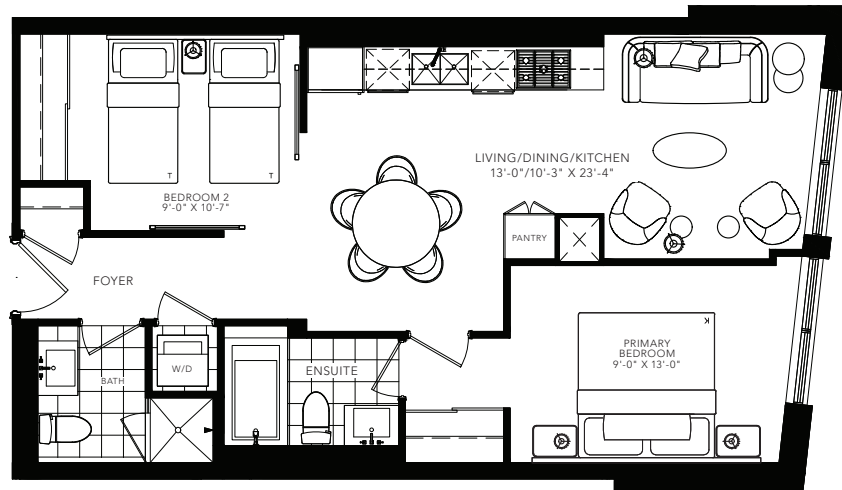 T
T
BEDROOM 2
9'-0" X 10'-7"
LIVING/DINING/KITCHEN
13'-0"/10'-3" X 23'-4"
PANTRY
FOYER
K
PRIMARY
BEDROOM
9'-0" X 13'-0"
W/D
ENSUITE
BATH